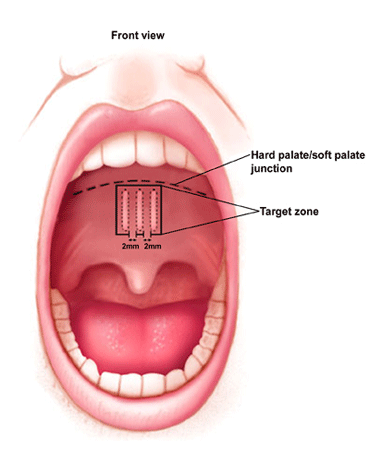 Front view
Hard palate/soft palate
junction
Target zone
2mm 2mm